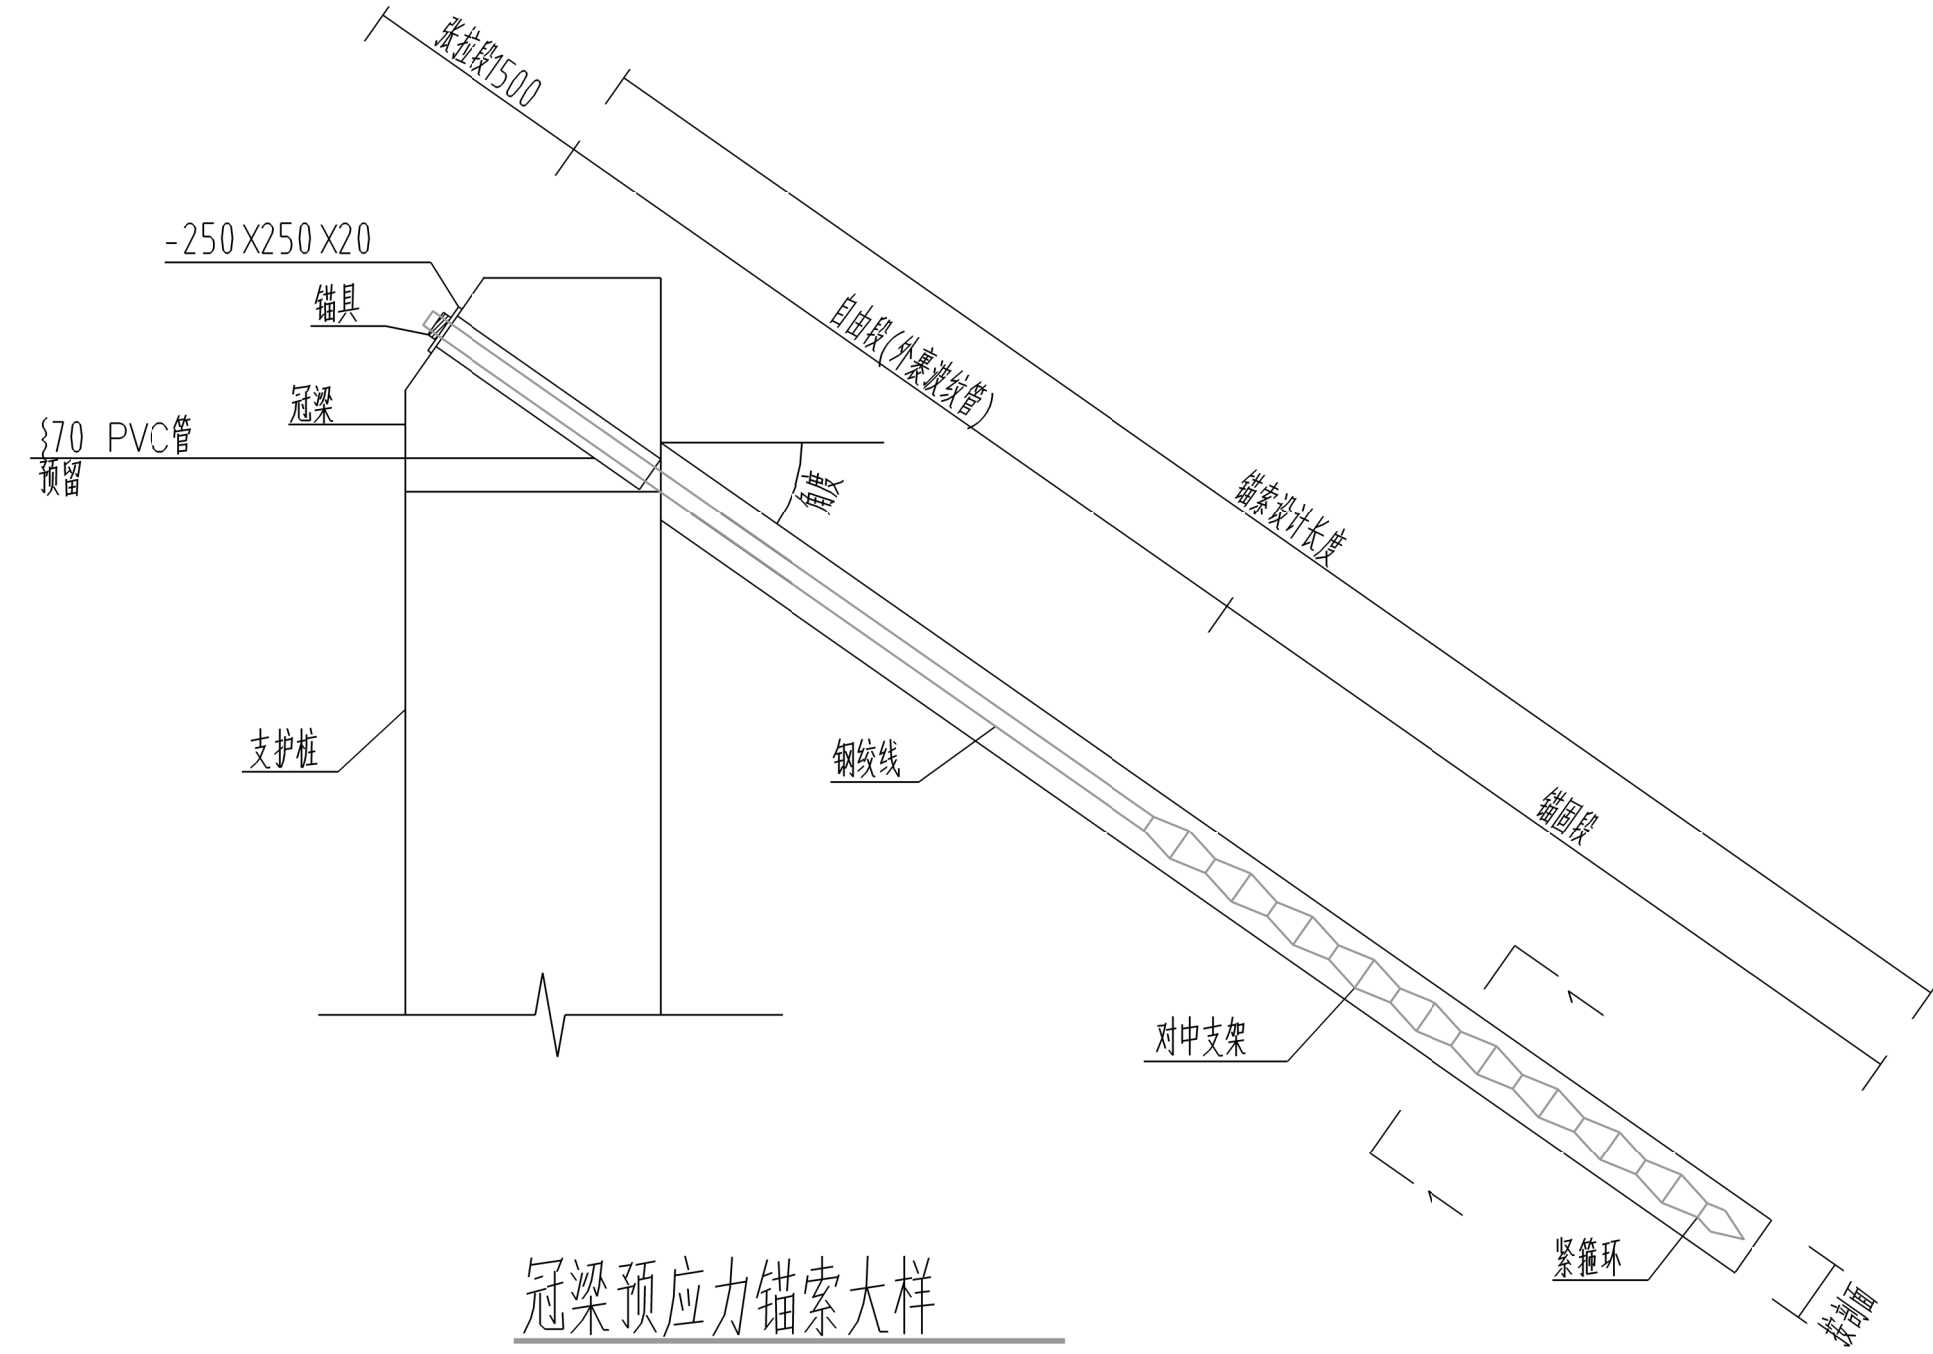 张拉段1500
-250X250X20
锚具
自由段(外裹波纹管)
冠梁
70 PVC管
预留
角度
锚索设计长度
支护桩
钢绞线
锚固段
1
对中支架
1
紧箍环
冠梁预应力锚索大样